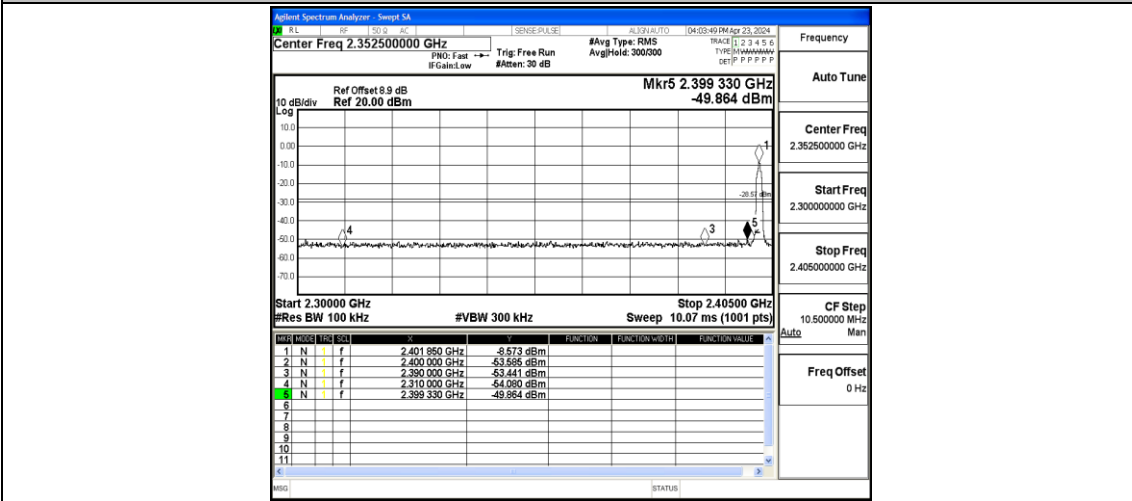 Agilent Spectrum Analyzer - Swept SA
RL RF 50 Ω AC SENSE:PULSE ALIGN AUTO 04:03:49 PM Apr 23, 2024
Center Freq 2.352500000 GHz
PNO: Fast Trig: Free Run
IFGain:Low #Atten: 30 dB
#Avg Type: RMS
Avg|Hold: 300/300
TRACE 1 2 3 4 5 6
TYPE M W W W W W
DET P P P P P P
Mkr5 2.399 330 GHz
-49.864 dBm
Ref Offset 8.9 dB
10 dB/div Ref 20.00 dBm
Log
10.0
0.00
-10.0
-20.0
-30.0
-40.0
-50.0
-60.0
-70.0
1
-28.57 dBm
4
3
5
Start 2.30000 GHz Stop 2.40500 GHz
#Res BW 100 kHz #VBW 300 kHz Sweep 10.07 ms (1001 pts)
MKR MODE TRC SCL X Y FUNCTION FUNCTION WIDTH FUNCTION VALUE
1 N 1 f 2.401 850 GHz -8.573 dBm
2 N 1 f 2.400 000 GHz -53.585 dBm
3 N 1 f 2.390 000 GHz -53.441 dBm
4 N 1 f 2.310 000 GHz -54.080 dBm
5 N 1 f 2.399 330 GHz -49.864 dBm
6
7
8
9
10
11
MSG STATUS
Frequency
Auto Tune
Center Freq
2.352500000 GHz
Start Freq
2.300000000 GHz
Stop Freq
2.405000000 GHz
CF Step
10.500000 MHz
Auto Man
Freq Offset
0 Hz